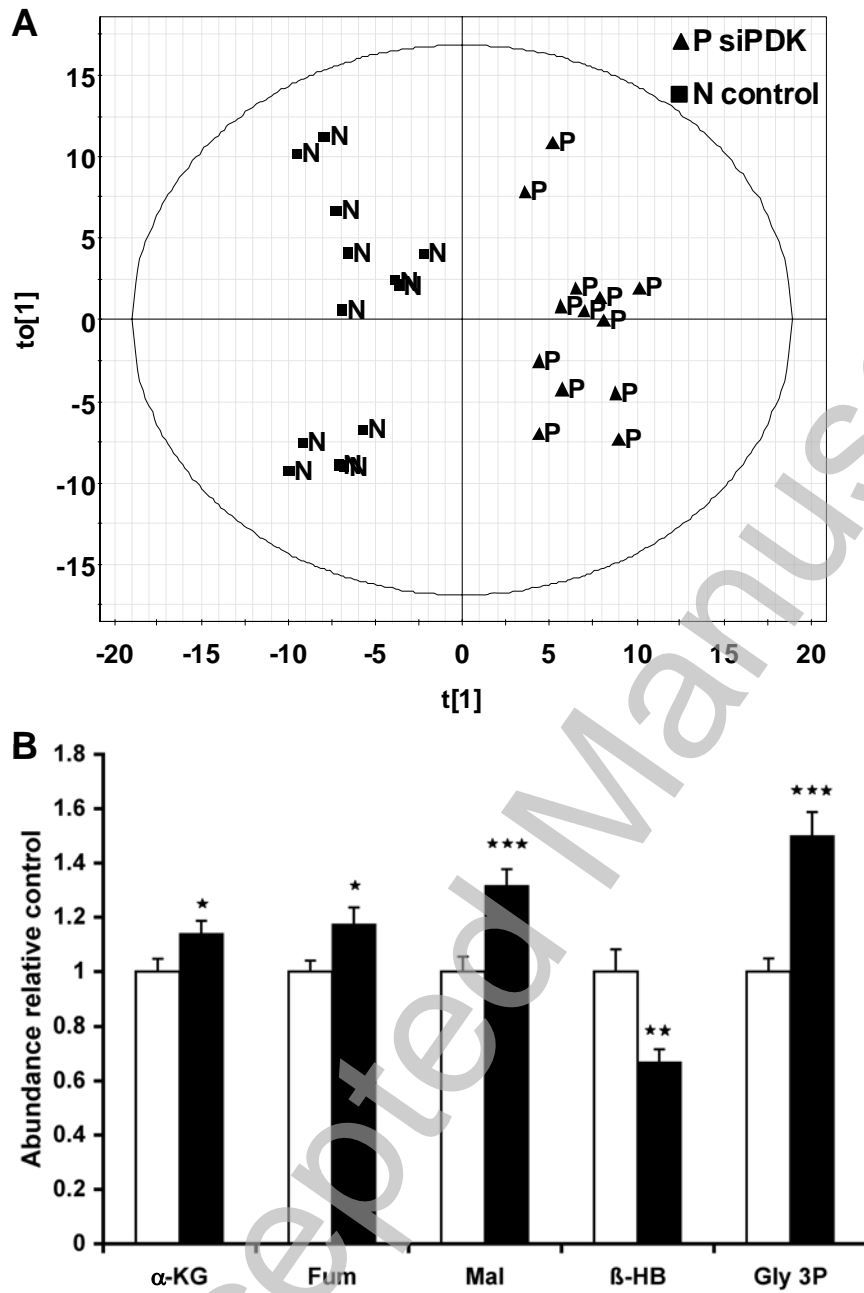 A
P siPDK
N control
15
10
5
0
-5
-10
-15
to[1]
N
N
N
N
N
N
N
N
N
N
N
N
N
N
P
P
P
P
P
P
P
P
P
P
P
P
P
-20 -15 -10 -5 0 5 10 15 20
t[1]
B
Abundance relative control
1.8
1.6
1.4
1.2
1
0.8
0.6
0.4
0.2
0
★
★
★★★
★★
★★★
α-KG Fum Mal ß-HB Gly 3P
epted Manus